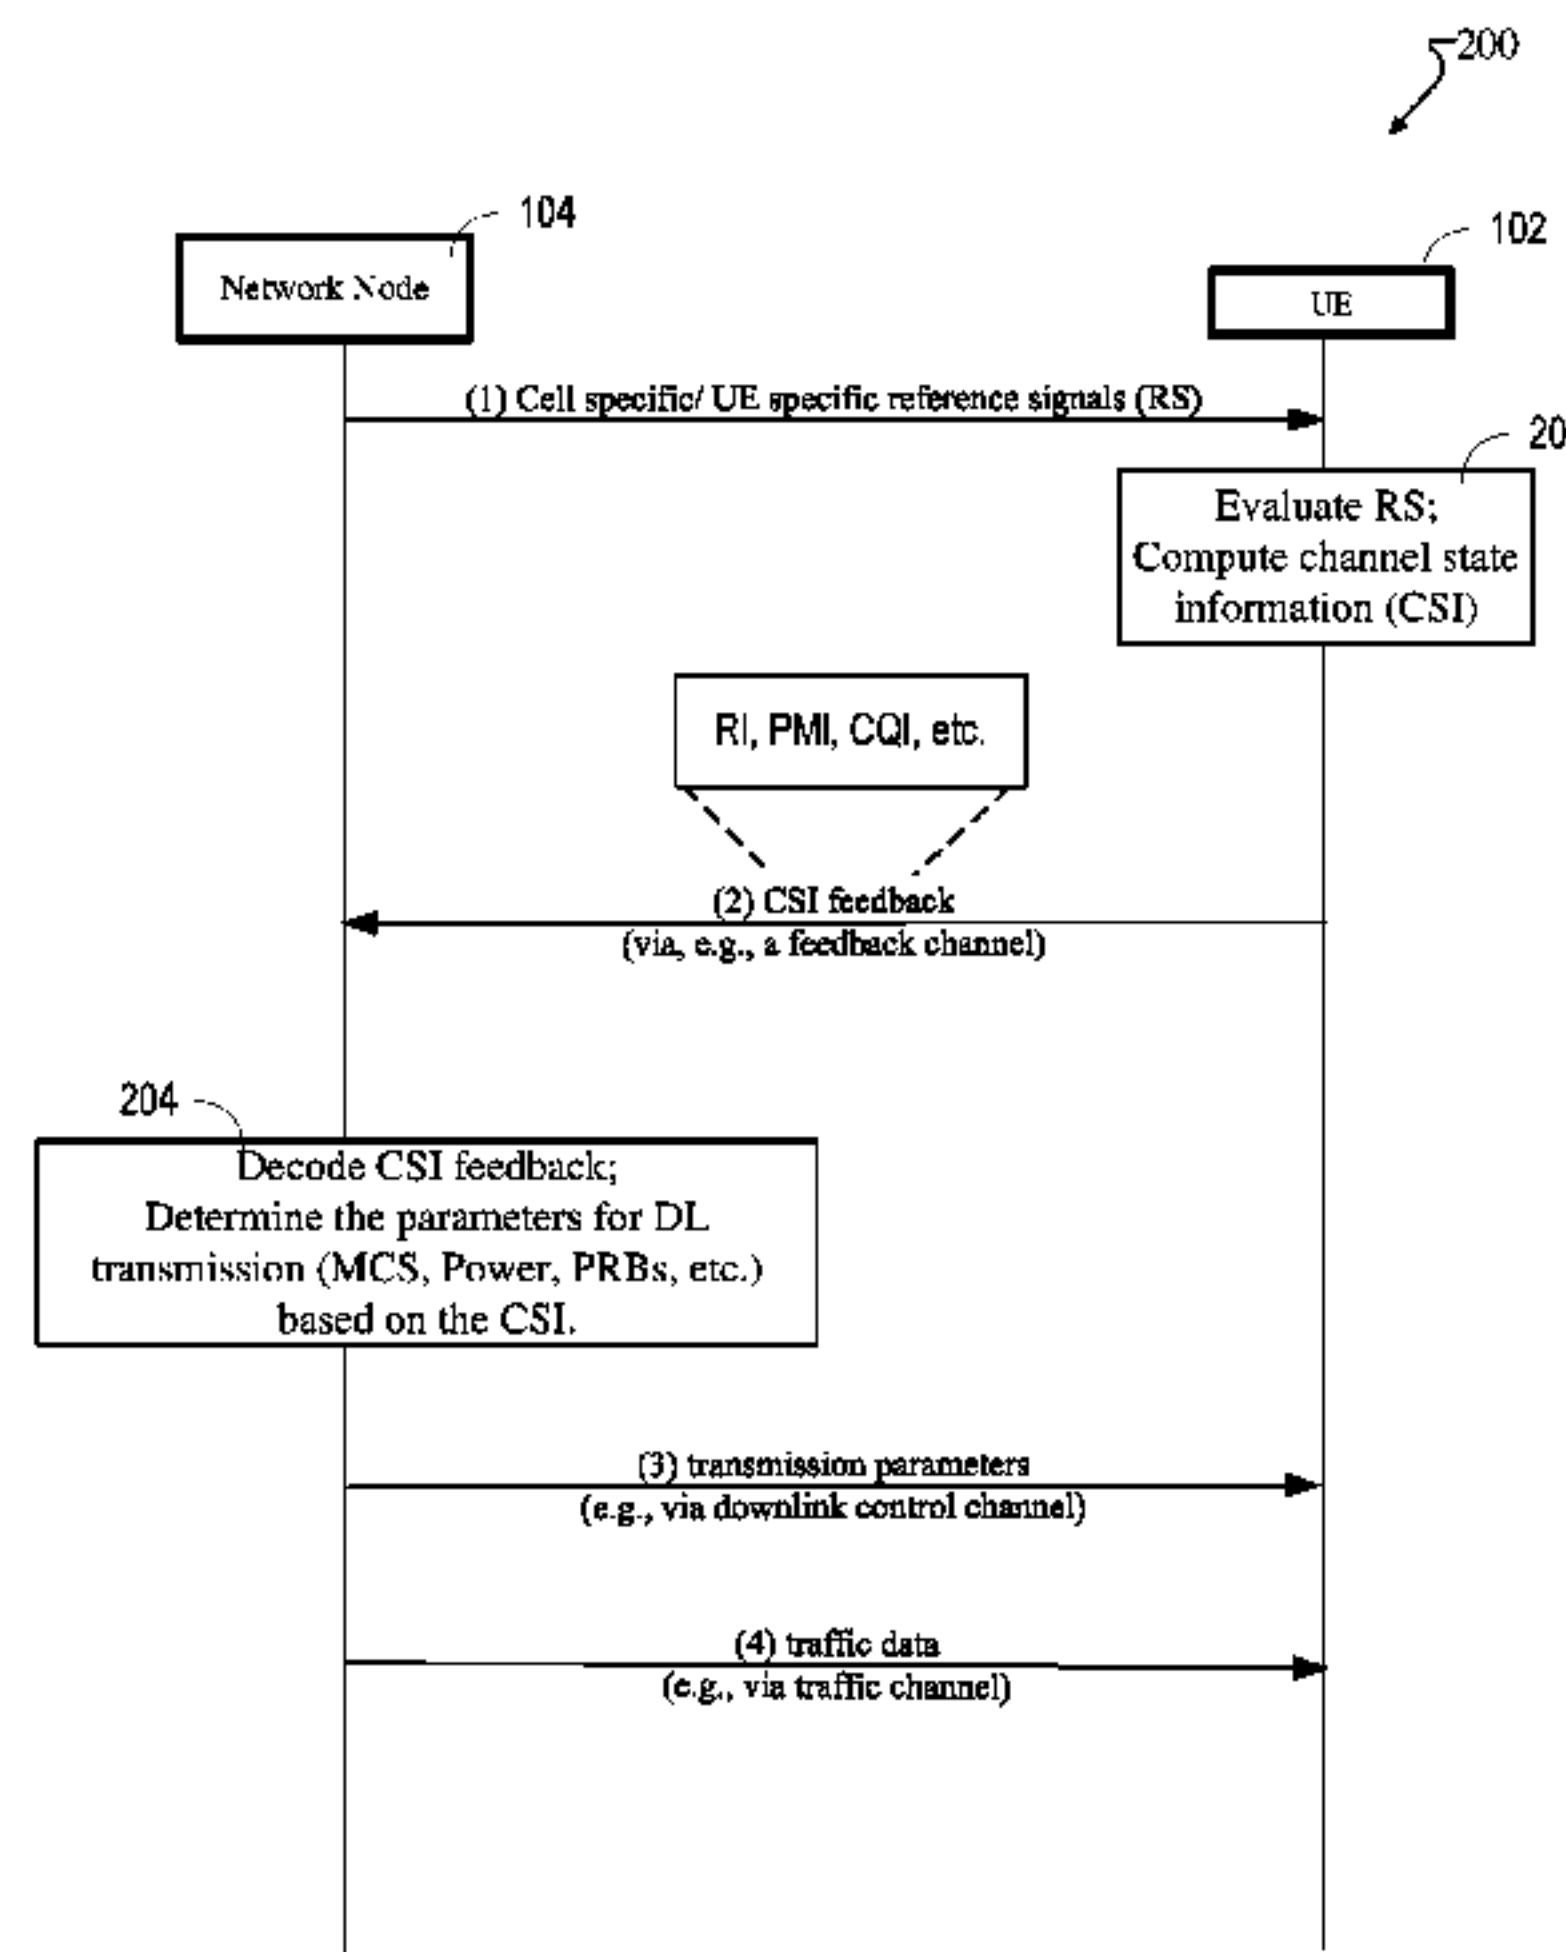 200
104
102
Network Node
UE
(1) Cell specific/ UE specific reference signals (RS)
20
Evaluate RS;
Compute channel state
information (CSI)
RI, PMI, CQI, etc.
(2) CSI feedback
(via, e.g., a feedback channel)
204
Decode CSI feedback;
Determine the parameters for DL
transmission (MCS, Power, PRBs, etc.)
based on the CSI.
(3) transmission parameters
(e.g., via downlink control channel)
(4) traffic data
(e.g., via traffic channel)